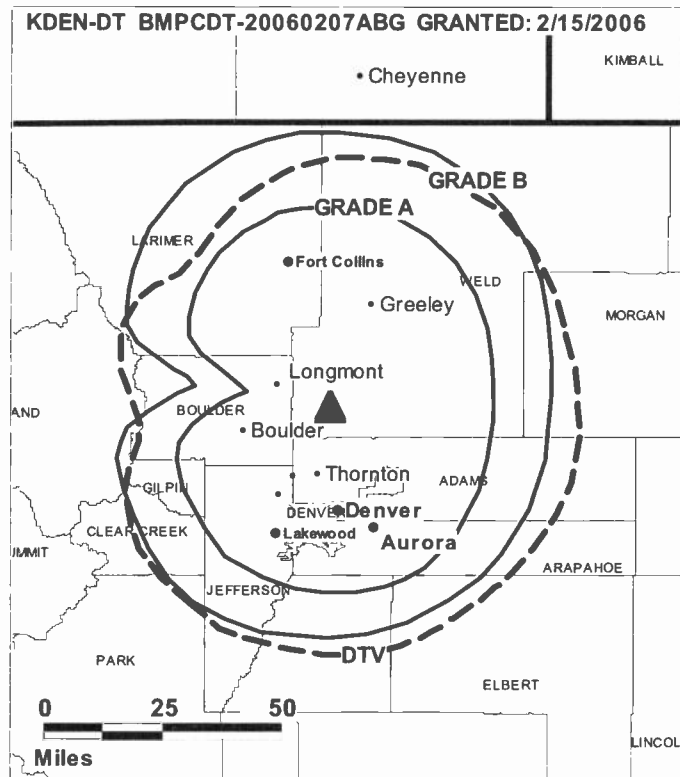 KDEN-DT BMPCDT-20060207ABG GRANTED: 2/15/2006
KIMBALL
Cheyenne
GRADE B
GRADE A
LARIMER
Fort Collins
WELD
Greeley
MORGAN
Longmont
AND
BOULDER
Boulder
Thornton
GILPIN
ADAMS
DENVER
Denver
CLEAR CREEK
Lakewood
Aurora
UMMIT
ARAPAHOE
JEFFERSON
DTV
PARK
ELBERT
0 25 50
LINCOL
Miles